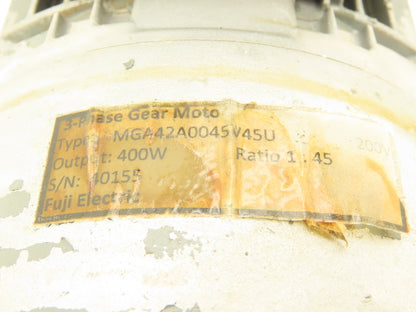 3-Phase Gear Moto
Type: MGA42A0045V45U 200V
Output: 400W Ratio 1 : 45
S/N: 40155
Fuji Electric